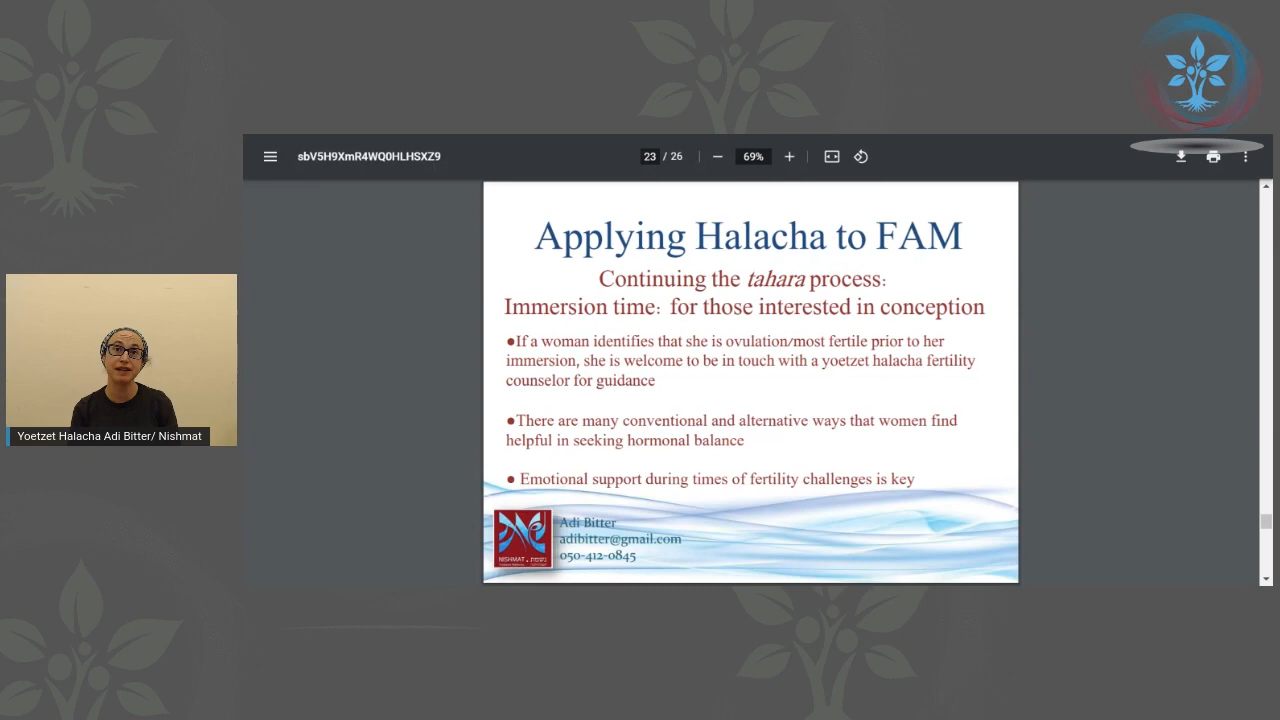 sbV5H9XmR4WQ0HLHSXZ9
23 / 26
69%
Applying Halacha to FAM
Continuing the tahara process:
Immersion time: for those interested in conception
●If a woman identifies that she is ovulation/most fertile prior to her
immersion, she is welcome to be in touch with a yoetzet halacha fertility
counselor for guidance
●There are many conventional and alternative ways that women find
helpful in seeking hormonal balance
● Emotional support during times of fertility challenges is key
Adi Bitter
adibitter@gmail.com
050-412-0845
NISHMAT נשמת
Yoetzet Halacha Adi Bitter/ Nishmat